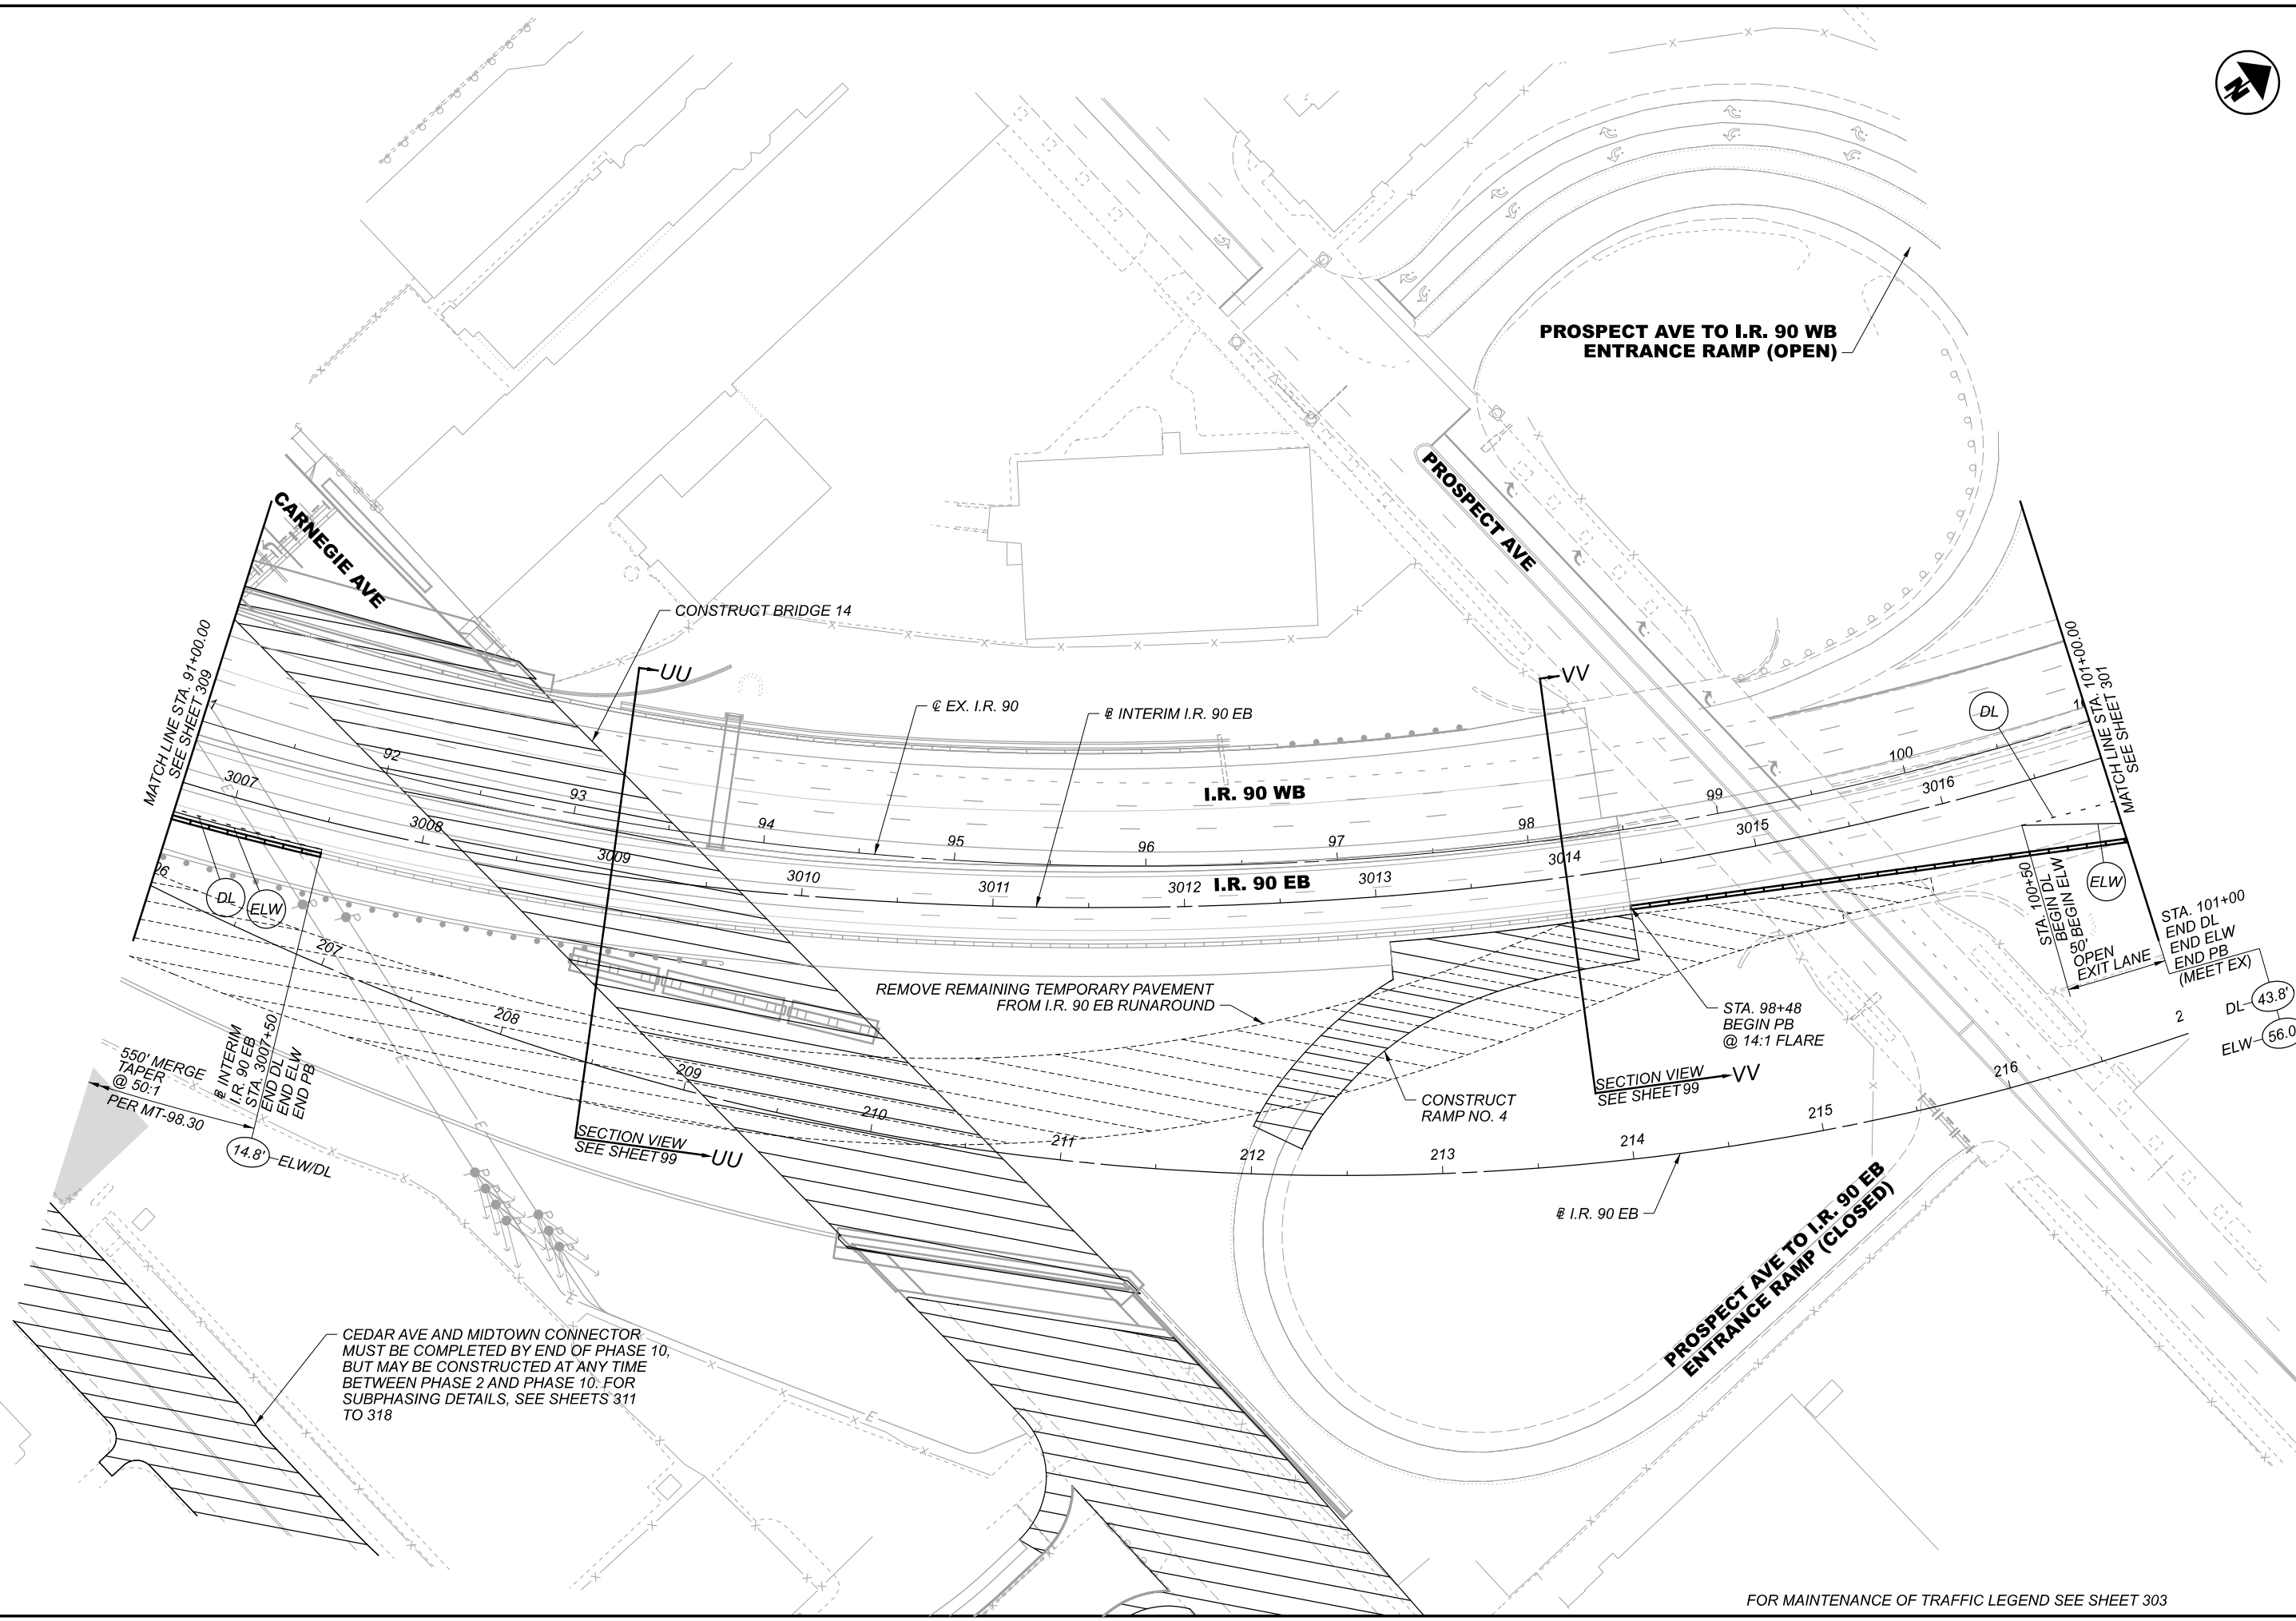 N
PROSPECT AVE TO I.R. 90 WB
ENTRANCE RAMP (OPEN)
CARNEGIE AVE
PROSPECT AVE
CONSTRUCT BRIDGE 14
UU
VV
℄ EX. I.R. 90
INTERIM I.R. 90 EB
MATCH LINE STA. 91+00.00
SEE SHEET 309
MATCH LINE STA. 101+00.00
SEE SHEET 301
DL
I.R. 90 WB
92
93
94
95
96
97
98
99
100
3007
3008
3009
3010
3011
3012
3013
3014
3015
3016
I.R. 90 EB
DL
ELW
ELW
STA. 100+50
BEGIN DL
BEGIN ELW
50'
OPEN
EXIT LANE
STA. 101+00
END DL
END ELW
END PB
(MEET EX)
DL
43.8'
ELW
56.0
REMOVE REMAINING TEMPORARY PAVEMENT
FROM I.R. 90 EB RUNAROUND
STA. 98+48
BEGIN PB
@ 14:1 FLARE
SECTION VIEW
SEE SHEET 99
VV
CONSTRUCT
RAMP NO. 4
06
207
208
209
210
211
212
213
214
215
216
2
550' MERGE
TAPER
@ 50:1
PER MT-98.30
INTERIM
I.R. 90 EB
STA. 3007+50
END DL
END ELW
END PB
14.8'
ELW/DL
SECTION VIEW
SEE SHEET 99
UU
I.R. 90 EB
PROSPECT AVE TO I.R. 90 EB
ENTRANCE RAMP (CLOSED)
CEDAR AVE AND MIDTOWN CONNECTOR
MUST BE COMPLETED BY END OF PHASE 10,
BUT MAY BE CONSTRUCTED AT ANY TIME
BETWEEN PHASE 2 AND PHASE 10. FOR
SUBPHASING DETAILS, SEE SHEETS 311
TO 318
FOR MAINTENANCE OF TRAFFIC LEGEND SEE SHEET 303